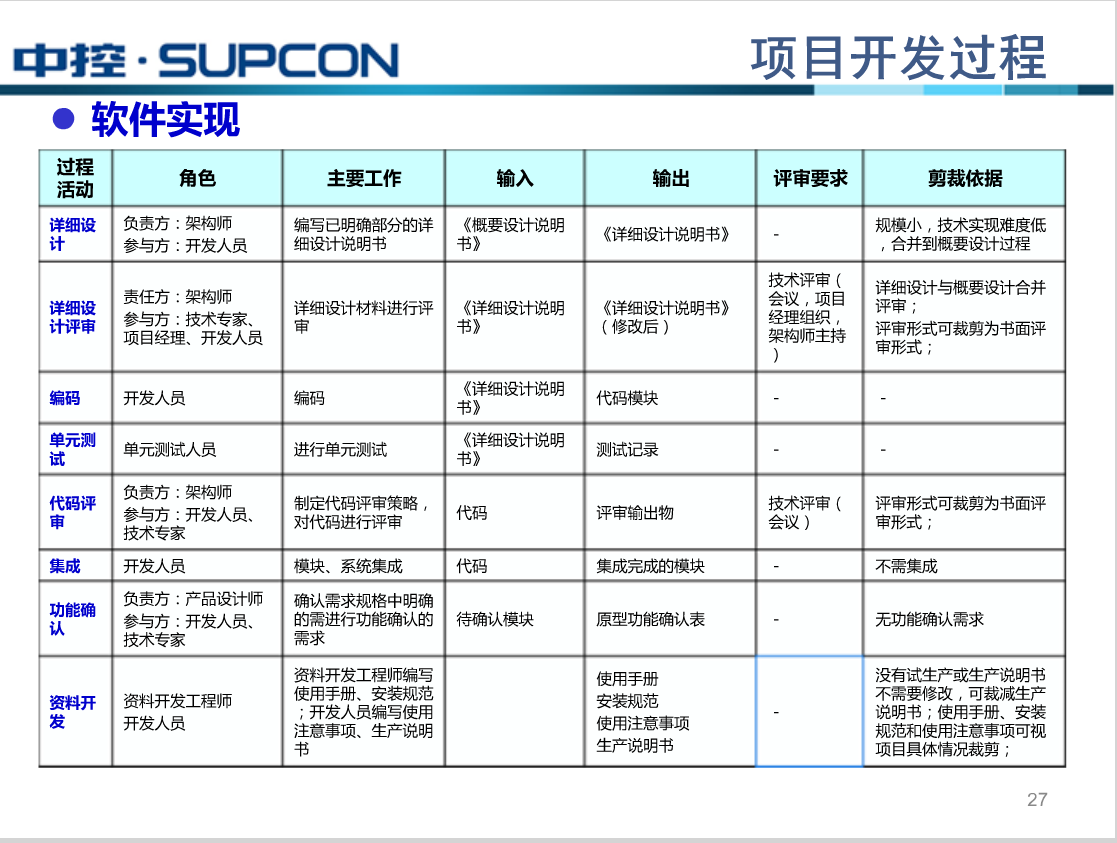 中控·SUPCON
项目开发过程
● 软件实现
过程
活动
角色
主要工作
输入
输出
评审要求
剪裁依据
详细设
计
负责方：架构师
参与方：开发人员
编写已明确部分的详
细设计说明书
《概要设计说明
书》
《详细设计说明书》
-
规模小，技术实现难度低
，合并到概要设计过程
详细设
计评审
责任方：架构师
参与方：技术专家、
项目经理、开发人员
详细设计材料进行评
审
《详细设计说明
书》
《详细设计说明书》
（修改后）
技术评审（
会议，项目
经理组织，
架构师主持
）
详细设计与概要设计合并
评审；
评审形式可裁剪为书面评
审形式；
编码
开发人员
编码
《详细设计说明
书》
代码模块
-
-
单元测
试
单元测试人员
进行单元测试
《详细设计说明
书》
测试记录
-
-
代码评
审
负责方：架构师
参与方：开发人员、
技术专家
制定代码评审策略，
对代码进行评审
代码
评审输出物
技术评审（
会议）
评审形式可裁剪为书面评
审形式；
集成
开发人员
模块、系统集成
代码
集成完成的模块
-
不需集成
功能确
认
负责方：产品设计师
参与方：开发人员、
技术专家
确认需求规格中明确
的需进行功能确认的
需求
待确认模块
原型功能确认表
-
无功能确认需求
资料开
发
资料开发工程师
开发人员
资料开发工程师编写
使用手册、安装规范
；开发人员编写使用
注意事项、生产说明
书
使用手册
安装规范
使用注意事项
生产说明书
-
没有试生产或生产说明书
不需要修改，可裁减生产
说明书；使用手册、安装
规范和使用注意事项可视
项目具体情况裁剪；
27